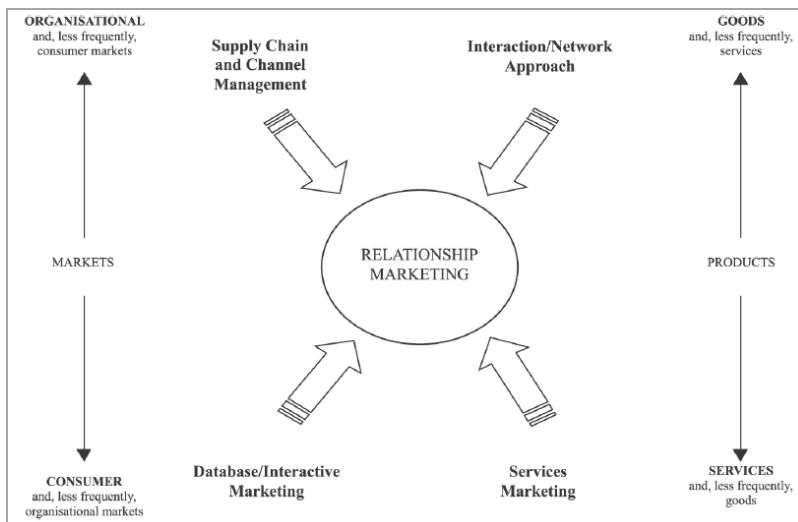 ORGANISATIONAL
and, less frequently,
consumer markets
Supply Chain
and Channel
Management
Interaction/Network
Approach
GOODS
and, less frequently,
services
MARKETS
RELATIONSHIP
MARKETING
PRODUCTS
Database/Interactive
Marketing
Services
Marketing
CONSUMER
and, less frequently,
organisational markets
SERVICES
and, less frequently,
goods